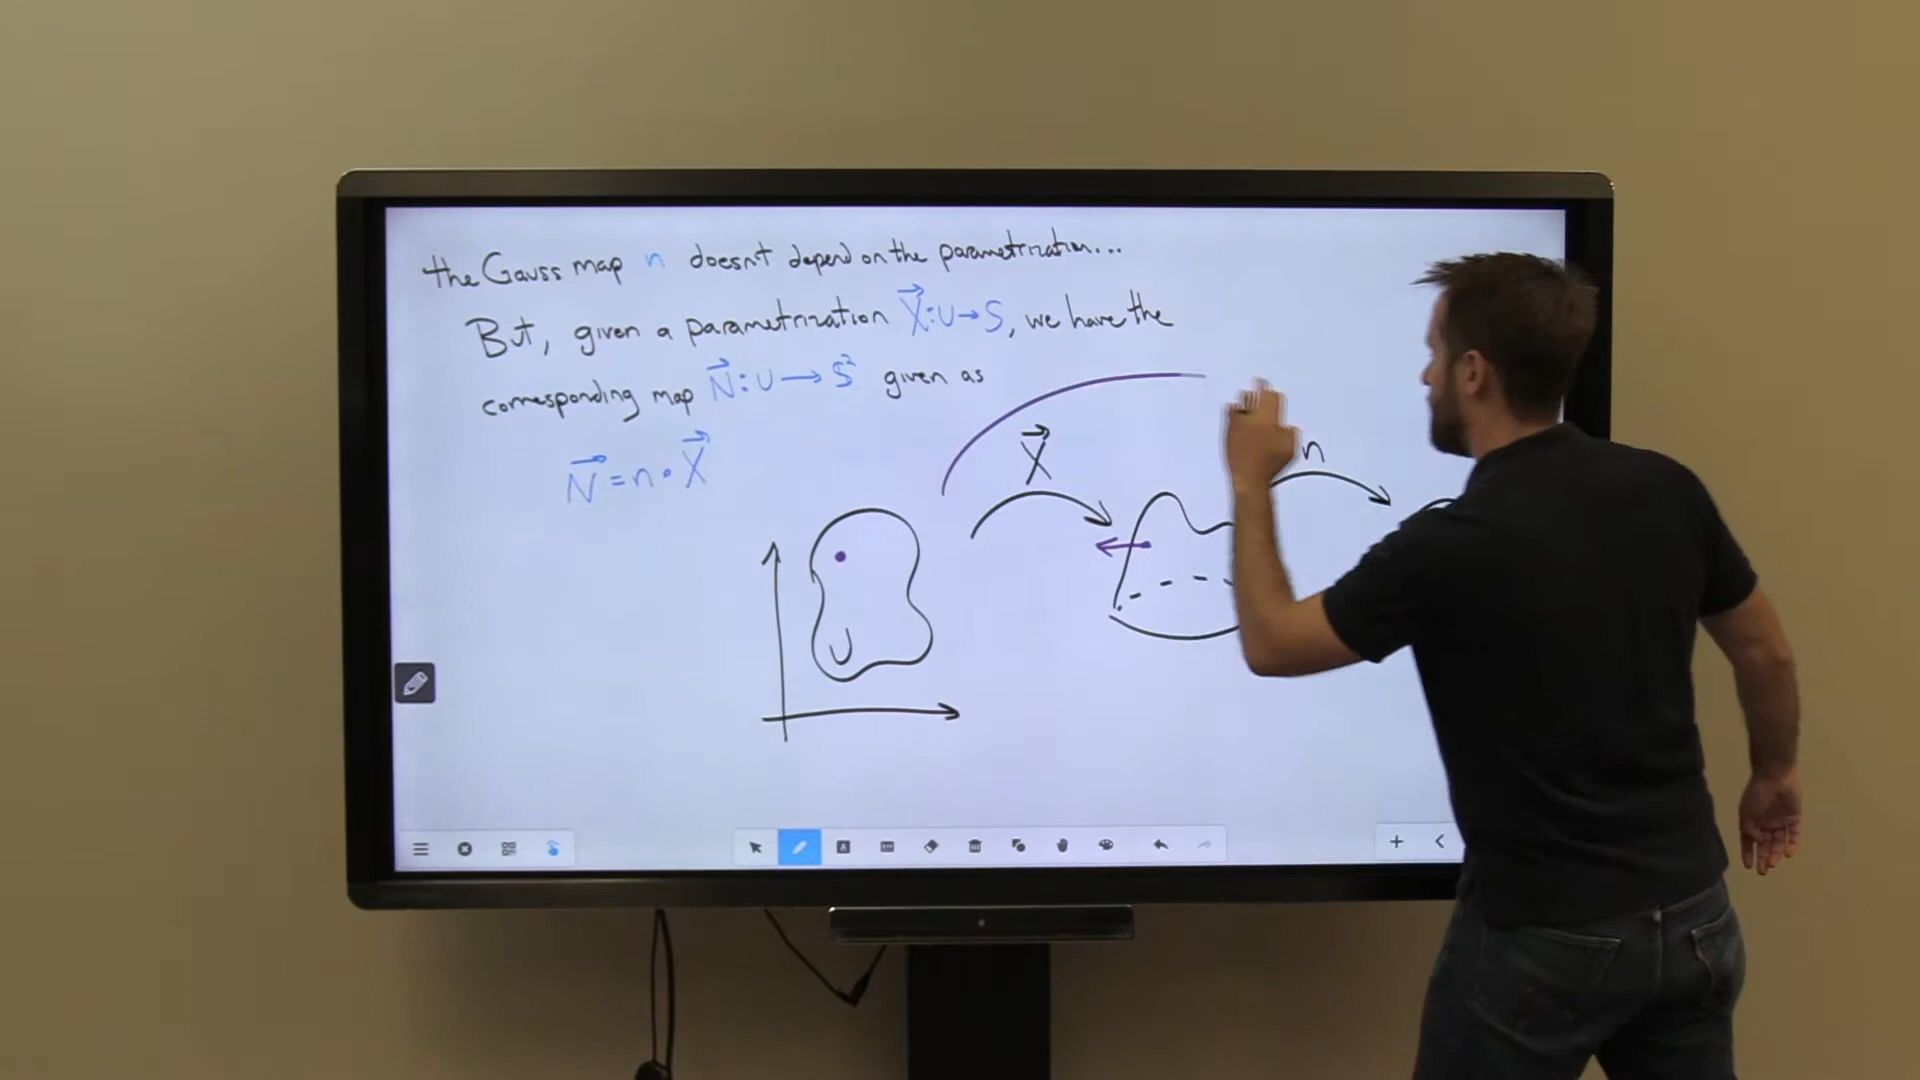 the Gauss map n doesn't depend on the parametrization...
But, given a parametrization X⃗:U→S, we have the
corresponding map N⃗:U→S² given as
N⃗=n∘X⃗
X⃗
n
U